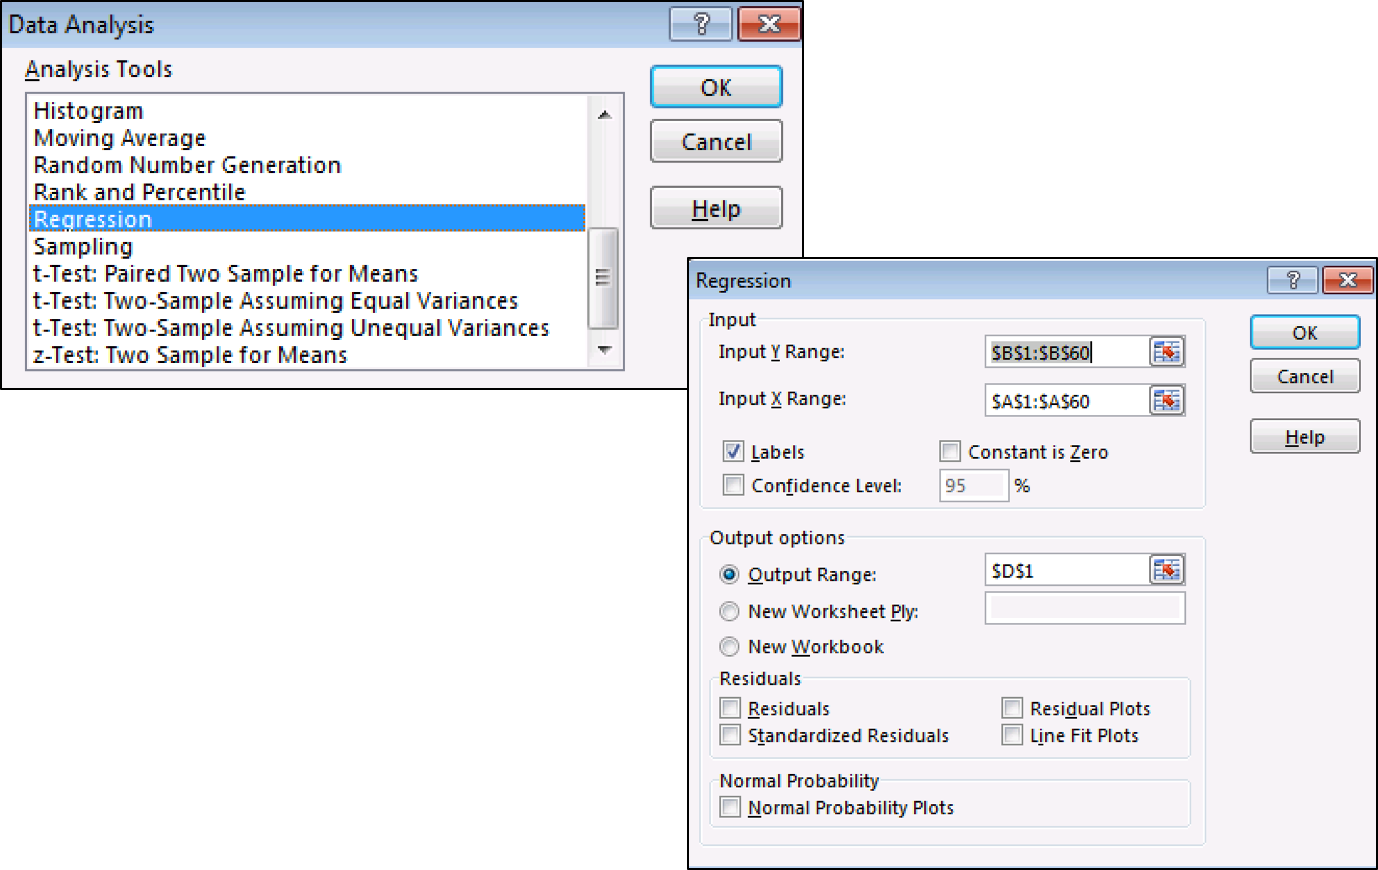 Data Analysis
?
Analysis Tools
Histogram
Moving Average
Random Number Generation
Rank and Percentile
Regression
Sampling
t-Test: Paired Two Sample for Means
t-Test: Two-Sample Assuming Equal Variances
t-Test: Two-Sample Assuming Unequal Variances
z-Test: Two Sample for Means
OK
Cancel
Help
Regression
?
Input
Input Y Range: $B$1:$B$60
Input X Range: $A$1:$A$60
Labels Constant is Zero
Confidence Level: 95 %
OK
Cancel
Help
Output options
Output Range: $D$1
New Worksheet Ply:
New Workbook
Residuals
Residuals Residual Plots
Standardized Residuals Line Fit Plots
Normal Probability
Normal Probability Plots